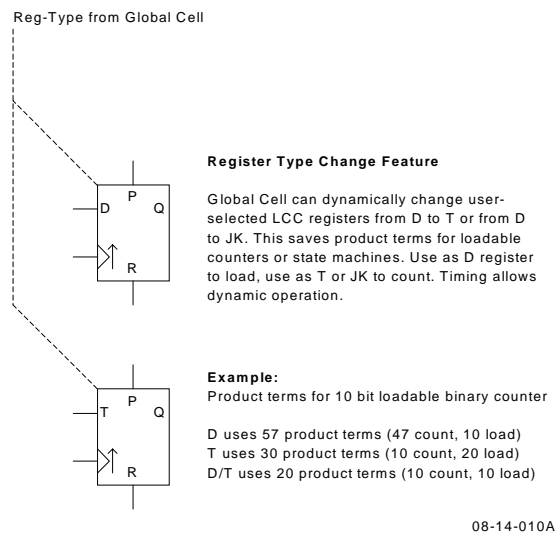 Reg-Type from Global Cell
P
D
Q
R
Register Type Change Feature
Global Cell can dynamically change user-
selected LCC registers from D to T or from D
to JK. This saves product terms for loadable
counters or state machines. Use as D register
to load, use as T or JK to count. Timing allows
dynamic operation.
P
T
Q
R
Example:
Product terms for 10 bit loadable binary counter
D uses 57 product terms (47 count, 10 load)
T uses 30 product terms (10 count, 20 load)
D/T uses 20 product terms (10 count, 10 load)
08-14-010A